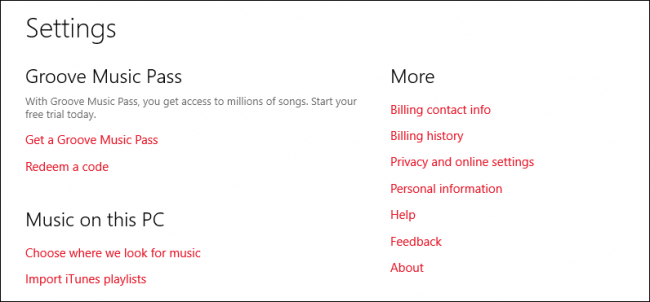 Settings
Groove Music Pass
With Groove Music Pass, you get access to millions of songs. Start your
free trial today.
Get a Groove Music Pass
Redeem a code
Music on this PC
Choose where we look for music
Import iTunes playlists
More
Billing contact info
Billing history
Privacy and online settings
Personal information
Help
Feedback
About